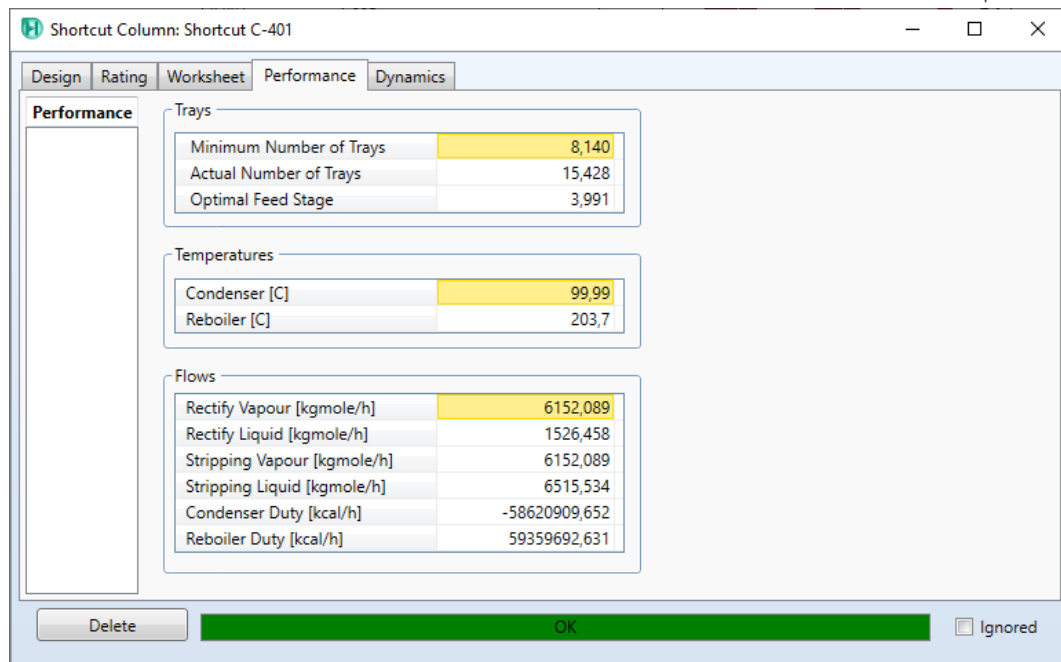 Shortcut Column: Shortcut C-401
Design Rating Worksheet Performance Dynamics
Performance
Trays
Minimum Number of Trays 8,140
Actual Number of Trays 15,428
Optimal Feed Stage 3,991
Temperatures
Condenser [C] 99,99
Reboiler [C] 203,7
Flows
Rectify Vapour [kgmole/h] 6152,089
Rectify Liquid [kgmole/h] 1526,458
Stripping Vapour [kgmole/h] 6152,089
Stripping Liquid [kgmole/h] 6515,534
Condenser Duty [kcal/h] -58620909,652
Reboiler Duty [kcal/h] 59359692,631
Delete OK Ignored